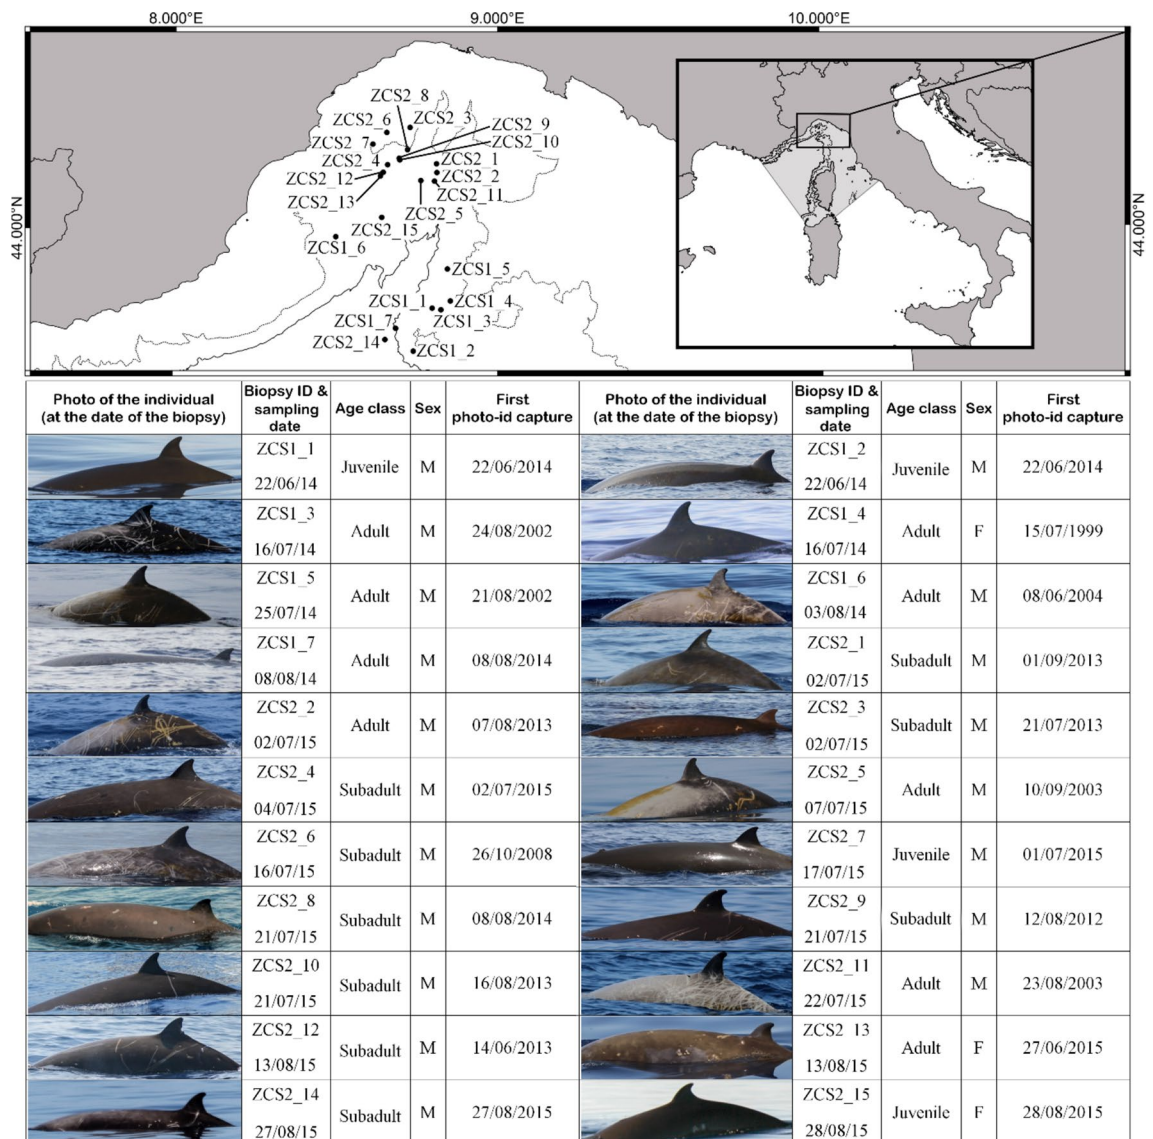 8.000°E 9.000°E 10.000°E
44.000°N
44.000°N
ZCS2_8
ZCS2_6
ZCS2_3
ZCS2_9
ZCS2_7
ZCS2_10
ZCS2_4
ZCS2_1
ZCS2_12
ZCS2_2
ZCS2_13
ZCS2_11
ZCS2_5
ZCS2_15
ZCS1_6
ZCS1_5
ZCS1_1
ZCS1_4
ZCS1_7
ZCS1_3
ZCS2_14
ZCS1_2
Photo of the individual
(at the date of the biopsy)
Biopsy ID &
sampling
date
Age class
Sex
First
photo-id capture
Photo of the individual
(at the date of the biopsy)
Biopsy ID &
sampling
date
Age class
Sex
First
photo-id capture
ZCS1_1
22/06/14
Juvenile
M
22/06/2014
ZCS1_2
22/06/14
Juvenile
M
22/06/2014
ZCS1_3
16/07/14
Adult
M
24/08/2002
ZCS1_4
16/07/14
Adult
F
15/07/1999
ZCS1_5
25/07/14
Adult
M
21/08/2002
ZCS1_6
03/08/14
Adult
M
08/06/2004
ZCS1_7
08/08/14
Adult
M
08/08/2014
ZCS2_1
02/07/15
Subadult
M
01/09/2013
ZCS2_2
02/07/15
Adult
M
07/08/2013
ZCS2_3
02/07/15
Subadult
M
21/07/2013
ZCS2_4
04/07/15
Subadult
M
02/07/2015
ZCS2_5
07/07/15
Adult
M
10/09/2003
ZCS2_6
16/07/15
Subadult
M
26/10/2008
ZCS2_7
17/07/15
Juvenile
M
01/07/2015
ZCS2_8
21/07/15
Subadult
M
08/08/2014
ZCS2_9
21/07/15
Subadult
M
12/08/2012
ZCS2_10
21/07/15
Subadult
M
16/08/2013
ZCS2_11
22/07/15
Adult
M
23/08/2003
ZCS2_12
13/08/15
Subadult
M
14/06/2013
ZCS2_13
13/08/15
Adult
F
27/06/2015
ZCS2_14
27/08/15
Subadult
M
27/08/2015
ZCS2_15
28/08/15
Juvenile
F
28/08/2015